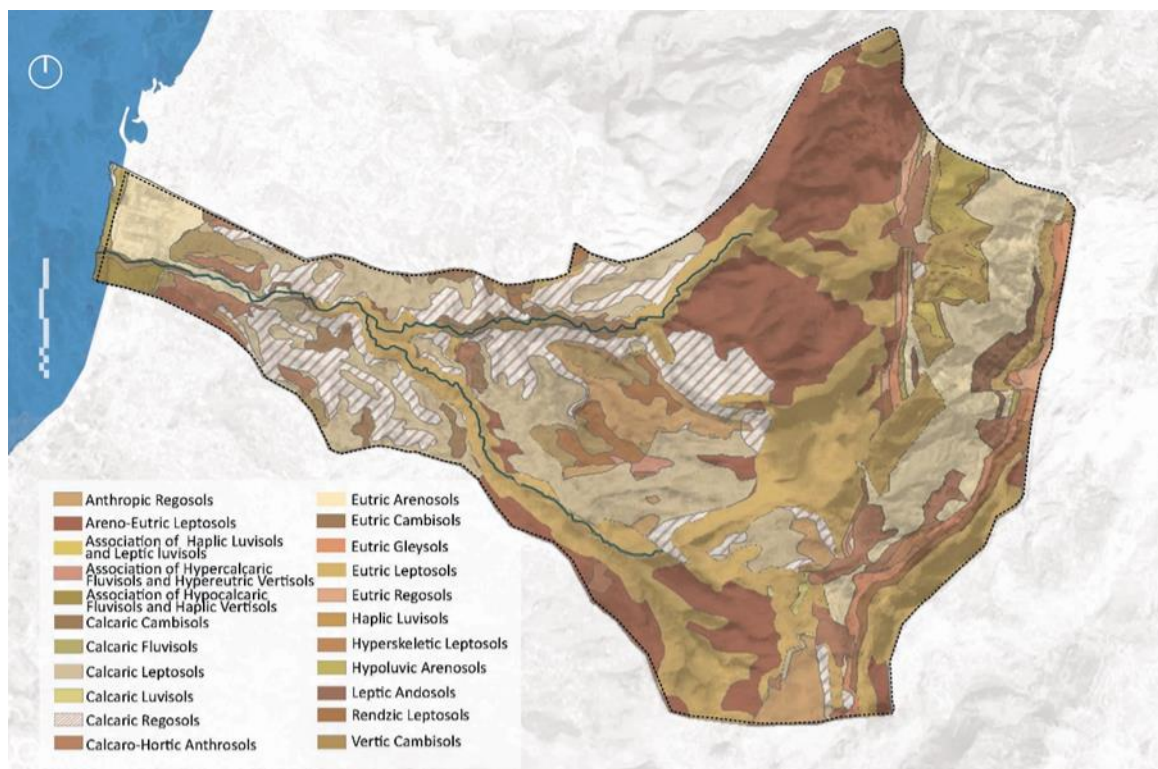 Anthropic Regosols
Areno-Eutric Leptosols
Association of Haplic Luvisols
and Leptic luvisols
Association of Hypercalcaric
Fluvisols and Hypereutric Vertisols
Association of Hypocalcaric
Fluvisols and Haplic Vertisols
Calcaric Cambisols
Calcaric Fluvisols
Calcaric Leptosols
Calcaric Luvisols
Calcaric Regosols
Calcaro-Hortic Anthrosols
Eutric Arenosols
Eutric Cambisols
Eutric Gleysols
Eutric Leptosols
Eutric Regosols
Haplic Luvisols
Hyperskeletic Leptosols
Hypoluvic Arenosols
Leptic Andosols
Rendzic Leptosols
Vertic Cambisols